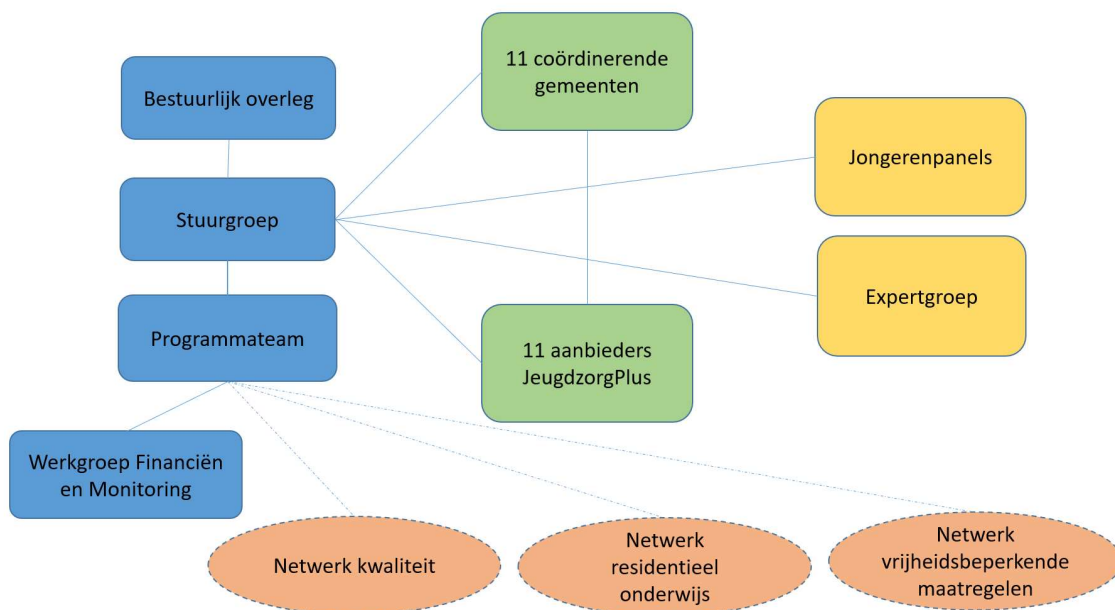 Bestuurlijk overleg
11 coördinerende
gemeenten
Jongerenpanels
Stuurgroep
Expertgroep
Programmateam
11 aanbieders
JeugdzorgPlus
Werkgroep Financiën
en Monitoring
Netwerk kwaliteit
Netwerk
residentieel
onderwijs
Netwerk
vrijheidsbeperkende
maatregelen